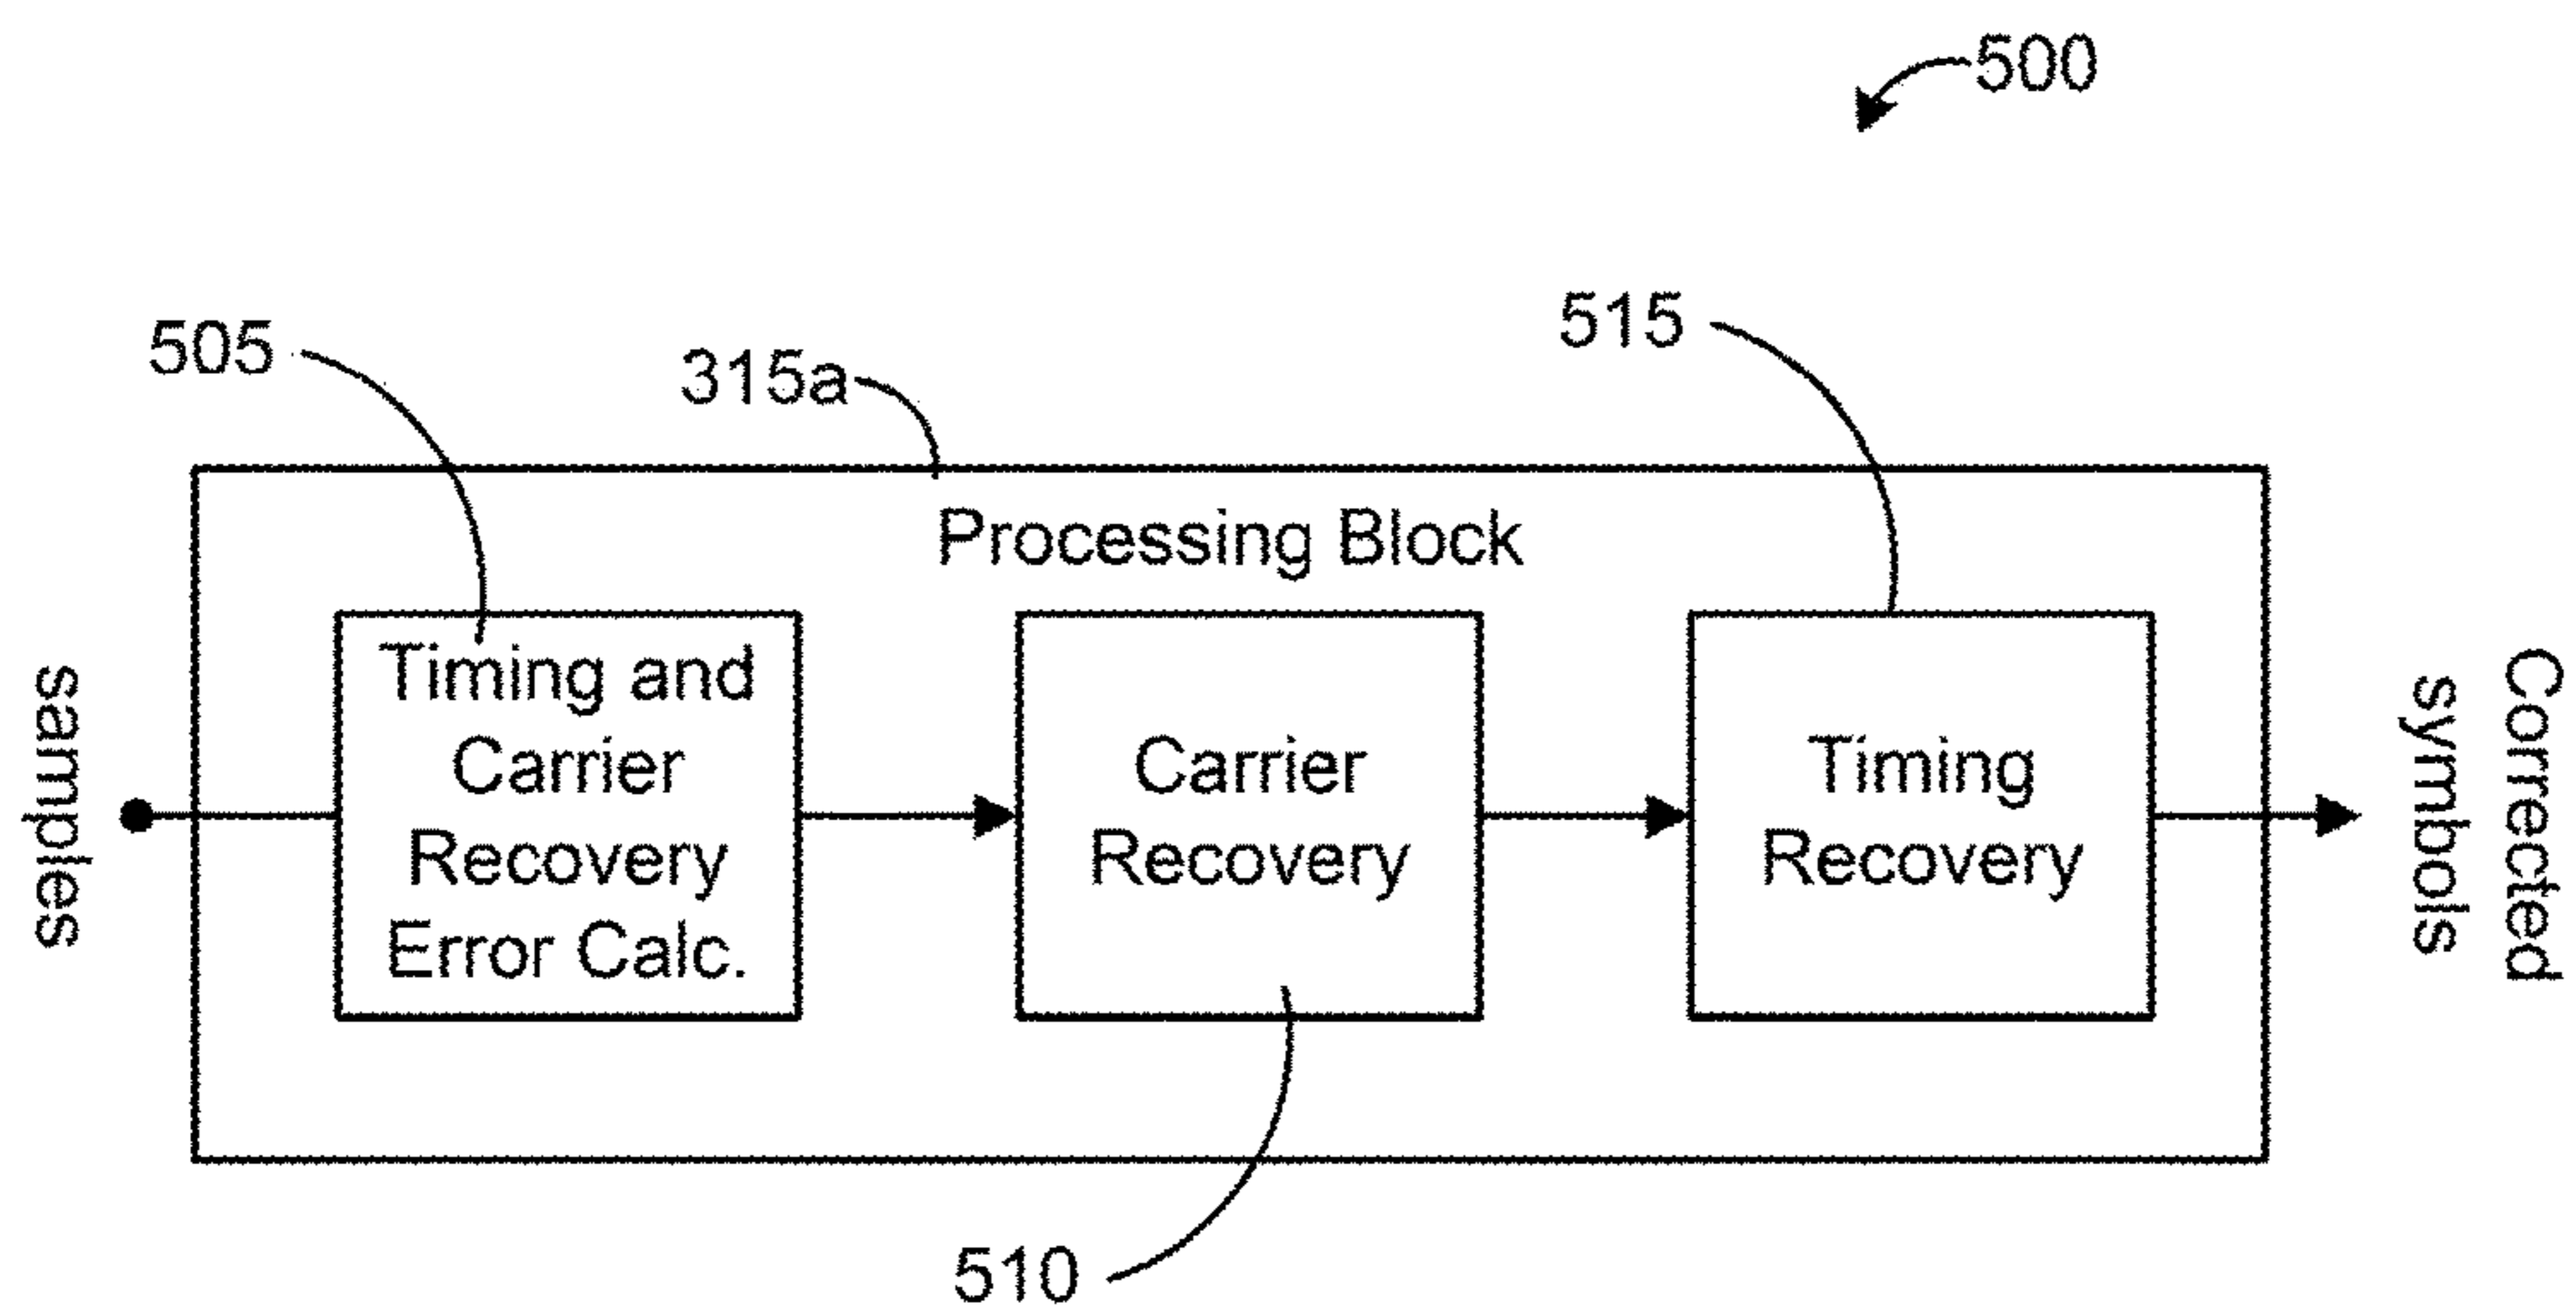 500
505
315a
515
Processing Block
samples
Timing and
Carrier
Recovery
Error Calc.
Carrier
Recovery
Timing
Recovery
Corrected
symbols
510